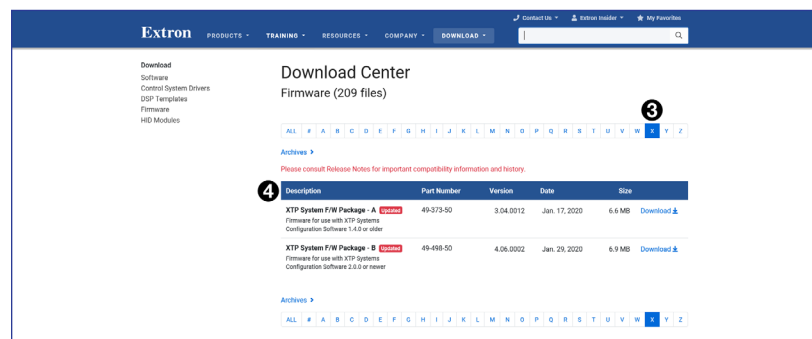 Contact Us Extron Insider My Favorites
Extron PRODUCTS TRAINING RESOURCES COMPANY DOWNLOAD
Download
Software
Control System Drivers
DSP Templates
Firmware
HID Modules
Download Center
Firmware (209 files)
3
ALL # A B C D E F G H I J K L M N O P Q R S T U V W X Y Z
Archives
Please consult Release Notes for important compatibility information and history.
4
Description Part Number Version Date Size
XTP System F/W Package - A Updated 49-373-50 3.04.0012 Jan. 17, 2020 6.6 MB Download
Firmware for use with XTP Systems
Configuration Software 1.4.0 or older
XTP System F/W Package - B Updated 49-498-50 4.06.0002 Jan. 29, 2020 6.9 MB Download
Firmware for use with XTP Systems
Configuration Software 2.0.0 or newer
Archives
ALL # A B C D E F G H I J K L M N O P Q R S T U V W X Y Z